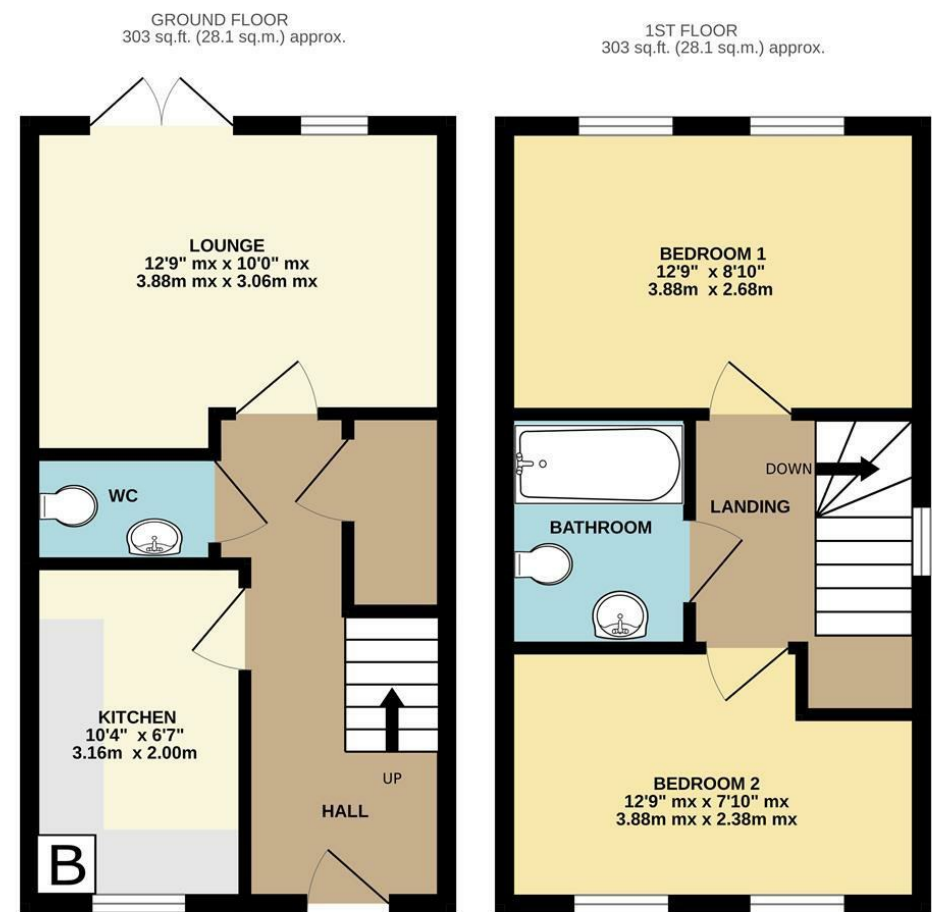 GROUND FLOOR
303 sq.ft. (28.1 sq.m.) approx.
LOUNGE
12'9" mx x 10'0" mx
3.88m mx x 3.06m mx
WC
KITCHEN
10'4" x 6'7"
3.16m x 2.00m
B
UP
HALL
1ST FLOOR
303 sq.ft. (28.1 sq.m.) approx.
BEDROOM 1
12'9" x 8'10"
3.88m x 2.68m
DOWN
LANDING
BATHROOM
BEDROOM 2
12'9" mx x 7'10" mx
3.88m mx x 2.38m mx